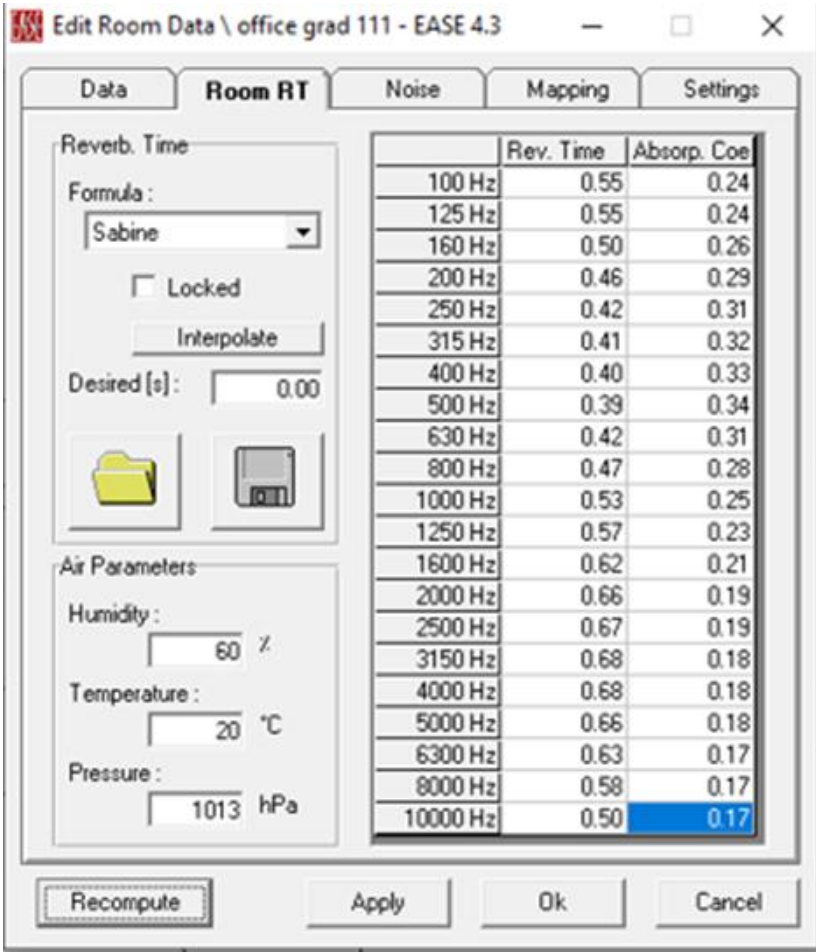 Edit Room Data \ office grad 111 - EASE 4.3
Data Room RT Noise Mapping Settings
Reverb. Time
Formula :
Sabine
Locked
Interpolate
Desired [s] : 0.00
Air Parameters
Humidity :
60 %
Temperature :
20 °C
Pressure :
1013 hPa
Rev. Time Absorp. Coe
100 Hz 0.55 0.24
125 Hz 0.55 0.24
160 Hz 0.50 0.26
200 Hz 0.46 0.29
250 Hz 0.42 0.31
315 Hz 0.41 0.32
400 Hz 0.40 0.33
500 Hz 0.39 0.34
630 Hz 0.42 0.31
800 Hz 0.47 0.28
1000 Hz 0.53 0.25
1250 Hz 0.57 0.23
1600 Hz 0.62 0.21
2000 Hz 0.66 0.19
2500 Hz 0.67 0.19
3150 Hz 0.68 0.18
4000 Hz 0.68 0.18
5000 Hz 0.66 0.18
6300 Hz 0.63 0.17
8000 Hz 0.58 0.17
10000 Hz 0.50 0.17
Recompute Apply Ok Cancel